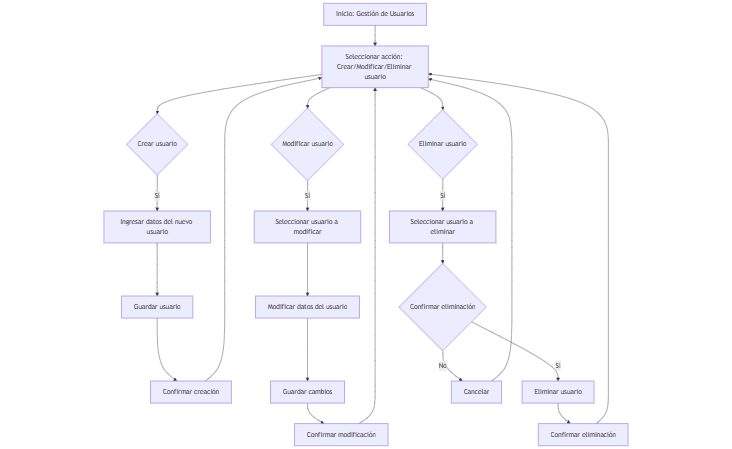 Inicio: Gestión de Usuarios
Seleccionar acción:
Crear/Modificar/Eliminar
usuario
Crear usuario
Modificar usuario
Eliminar usuario
Sí
Sí
Sí
Ingresar datos del nuevo
usuario
Seleccionar usuario a
modificar
Seleccionar usuario a
eliminar
Guardar usuario
Modificar datos del usuario
Confirmar eliminación
No
Sí
Confirmar creación
Guardar cambios
Cancelar
Eliminar usuario
Confirmar modificación
Confirmar eliminación